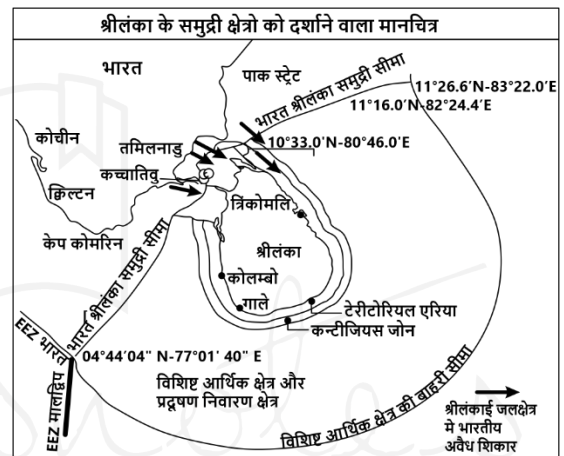 श्रीलंका के समुद्री क्षेत्रो को दर्शाने वाला मानचित्र
भारत
पाक स्ट्रेट
भारत श्रीलंका समुद्री सीमा
11°26.6'N-83°22.0'E
11°16.0'N-82°24.4'E
10°33.0'N-80°46.0'E
कोचीन
तमिलनाडु
कच्चातिवु
क्विल्टन
त्रिंकोमलि
केप कोमरिन
श्रीलंका
कोलम्बो
गाले
टेरीटोरियल एरिया
कन्टीजियस जोन
भारत श्रीलंका समुद्री सीमा
EEZ भारत
04°44'04" N-77°01' 40" E
EEZ मालद्विप
विशिष्ट आर्थिक क्षेत्र और
प्रदूषण निवारण क्षेत्र
विशिष्ट आर्थिक क्षेत्र की बाहरी सीमा
श्रीलंकाई जलक्षेत्र
मे भारतीय
अवैध शिकार